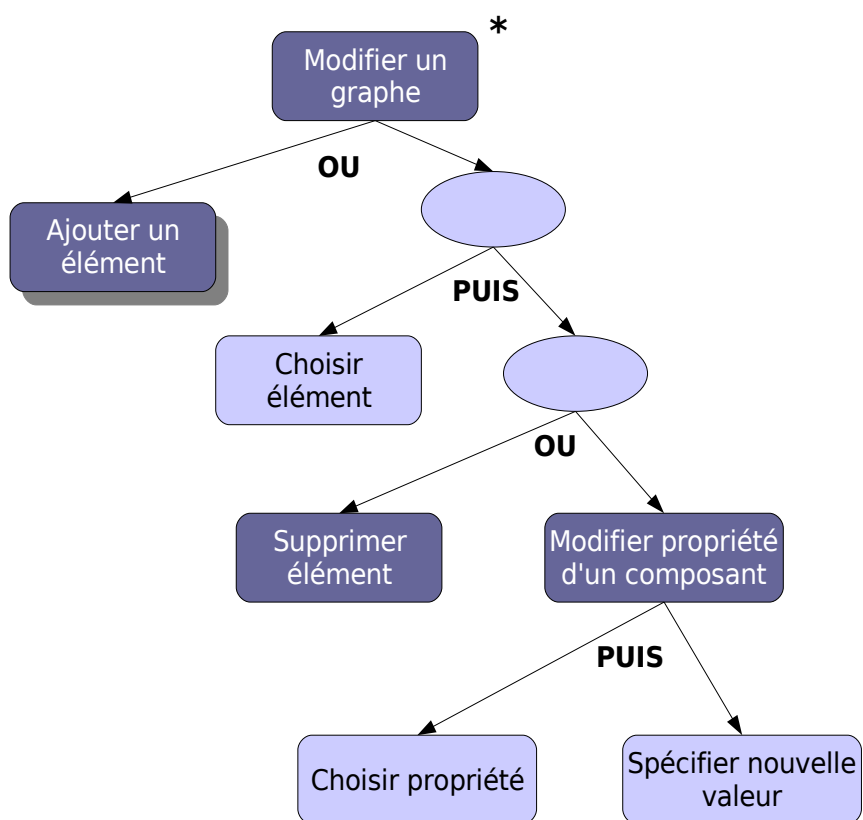 *
Modifier un
graphe
OU
Ajouter un
élément
PUIS
Choisir
élément
OU
Supprimer
élément
Modifier propriété
d'un composant
PUIS
Choisir propriété
Spécifier nouvelle
valeur